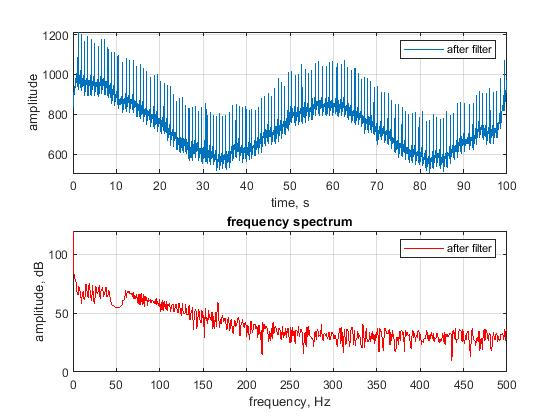 1200
1000
800
600
amplitude
after filter
0 10 20 30 40 50 60 70 80 90 100
time, s
frequency spectrum
100
50
0
amplitude, dB
after filter
0 50 100 150 200 250 300 350 400 450 500
frequency, Hz